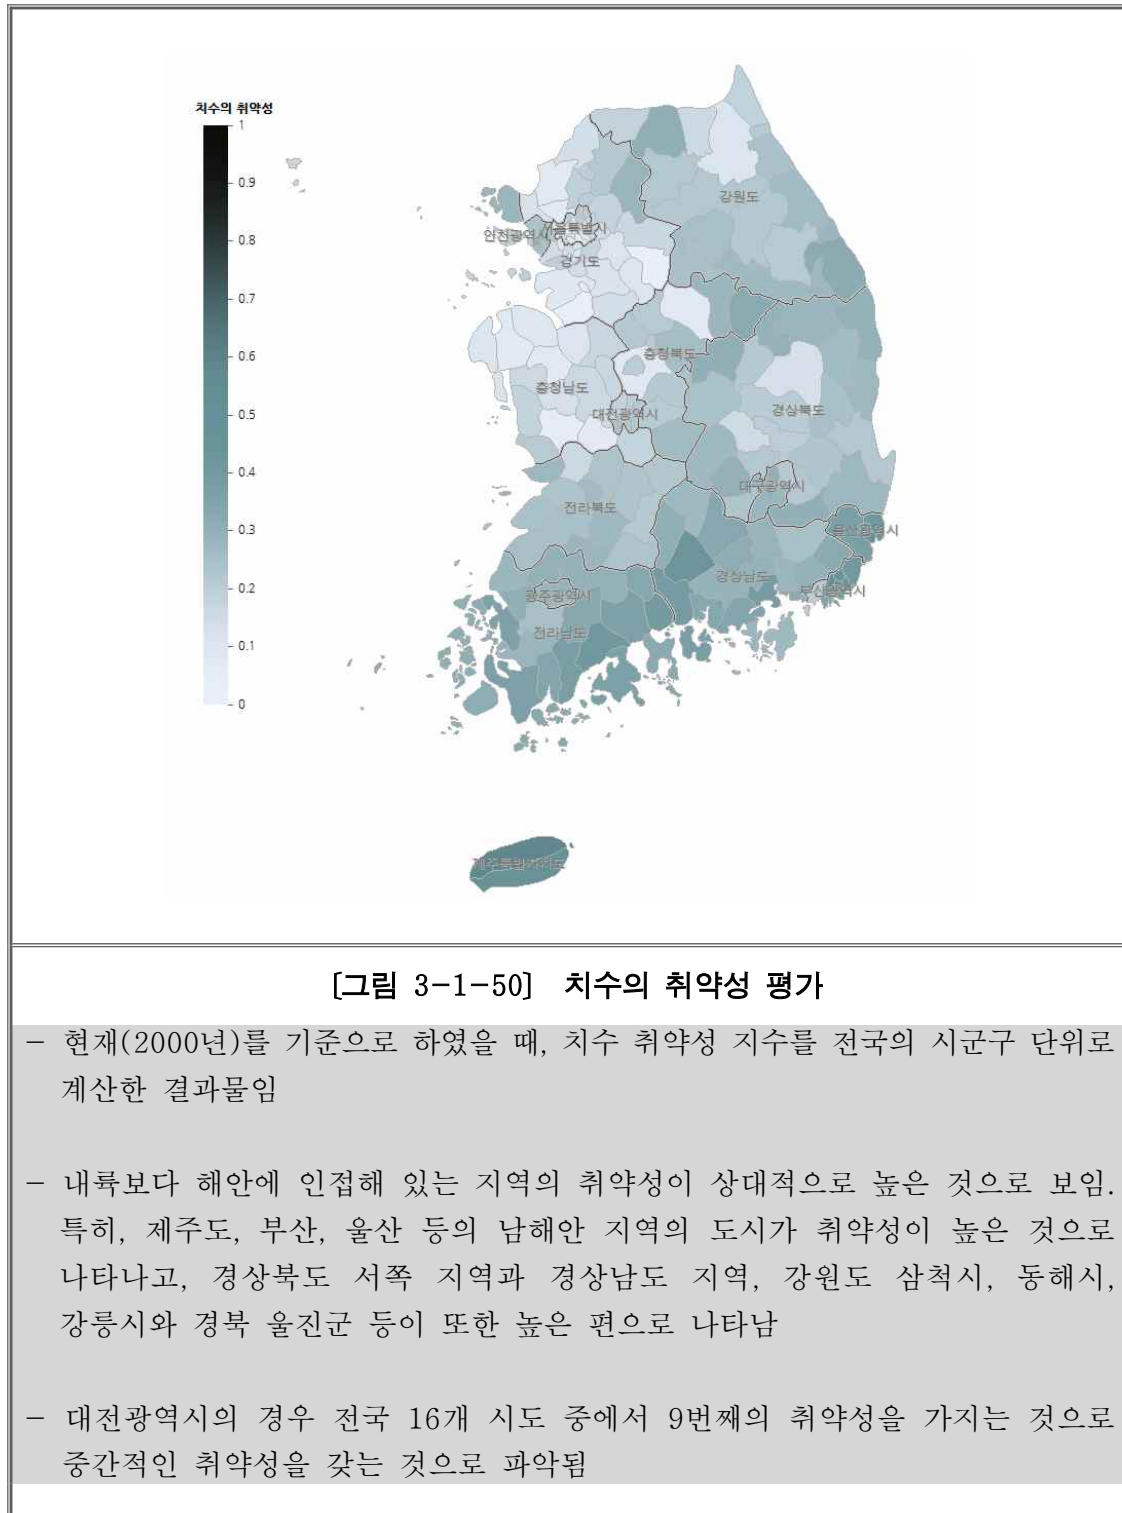 치수의 취약성
1
0.9
0.8
0.7
0.6
0.5
0.4
0.3
0.2
0.1
0
강원도
서울특별시
인천광역시
경기도
충청북도
충청남도
대전광역시
경상북도
대구광역시
전라북도
울산광역시
경상남도
부산광역시
광주광역시
전라남도
제주특별자치도
[그림 3-1-50] 치수의 취약성 평가
- 현재(2000년)를 기준으로 하였을 때, 치수 취약성 지수를 전국의 시군구 단위로
계산한 결과물임
- 내륙보다 해안에 인접해 있는 지역의 취약성이 상대적으로 높은 것으로 보임.
특히, 제주도, 부산, 울산 등의 남해안 지역의 도시가 취약성이 높은 것으로
나타나고, 경상북도 서쪽 지역과 경상남도 지역, 강원도 삼척시, 동해시,
강릉시와 경북 울진군 등이 또한 높은 편으로 나타남
- 대전광역시의 경우 전국 16개 시도 중에서 9번째의 취약성을 가지는 것으로
중간적인 취약성을 갖는 것으로 파악됨